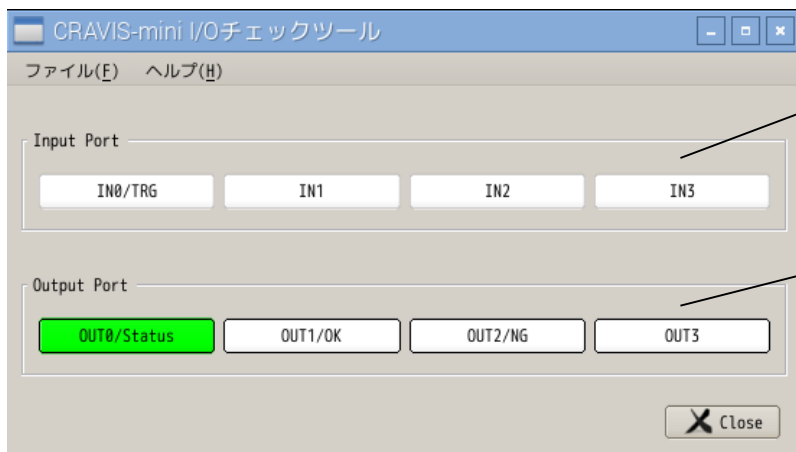 CRAVIS-mini I/Oチェックツール
ファイル(F) ヘルプ(H)
Input Port
IN0/TRG IN1 IN2 IN3
Output Port
OUT0/Status OUT1/OK OUT2/NG OUT3
Close